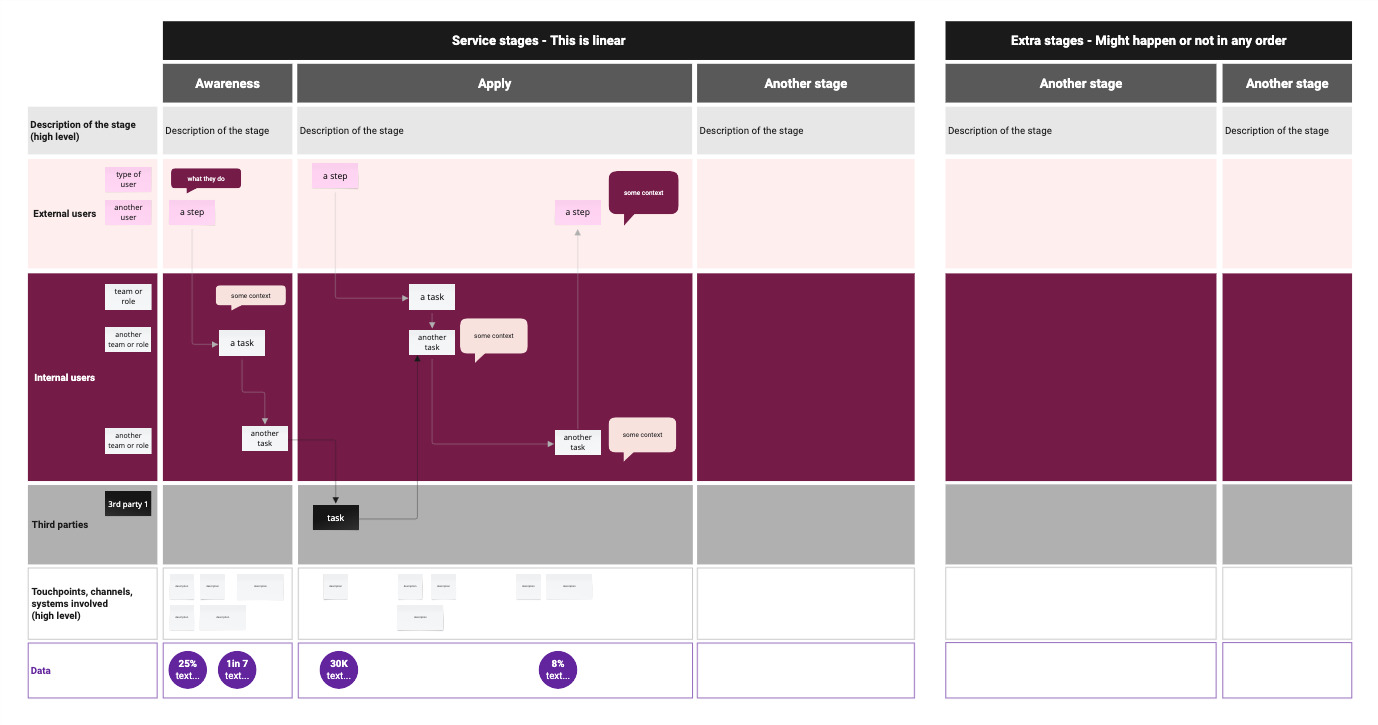 Service stages - This is linear
Extra stages - Might happen or not in any order
Awareness
Apply
Another stage
Another stage
Another stage
Description of the stage
(high level)
Description of the stage
Description of the stage
Description of the stage
Description of the stage
Description of the stage
External users
type of
user
another
user
what they do
a step
a step
a step
some context
Internal users
team or
role
another
team or role
another
team or role
some context
a task
another
task
a task
another
task
some context
another
task
some context
Third parties
3rd party 1
task
Touchpoints, channels,
systems involved
(high level)
Data
25%
text...
1in 7
text...
30K
text...
8%
text...